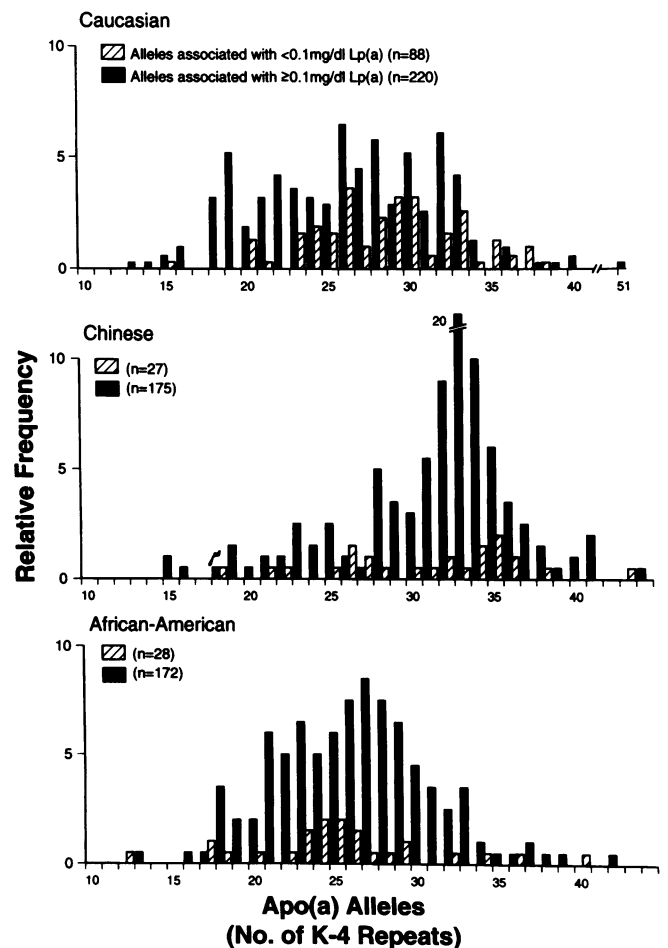 Caucasian
10
Alleles associated with <0.1mg/dl Lp(a) (n=88)
Alleles associated with ≥0.1mg/dl Lp(a) (n=220)
5
0
10 15 20 25 30 35 40 51
Chinese
20
10
(n=27)
(n=175)
5
0
10 15 20 25 30 35 40
Relative Frequency
African-American
10
(n=28)
(n=172)
5
0
10 15 20 25 30 35 40
Apo(a) Alleles
(No. of K-4 Repeats)